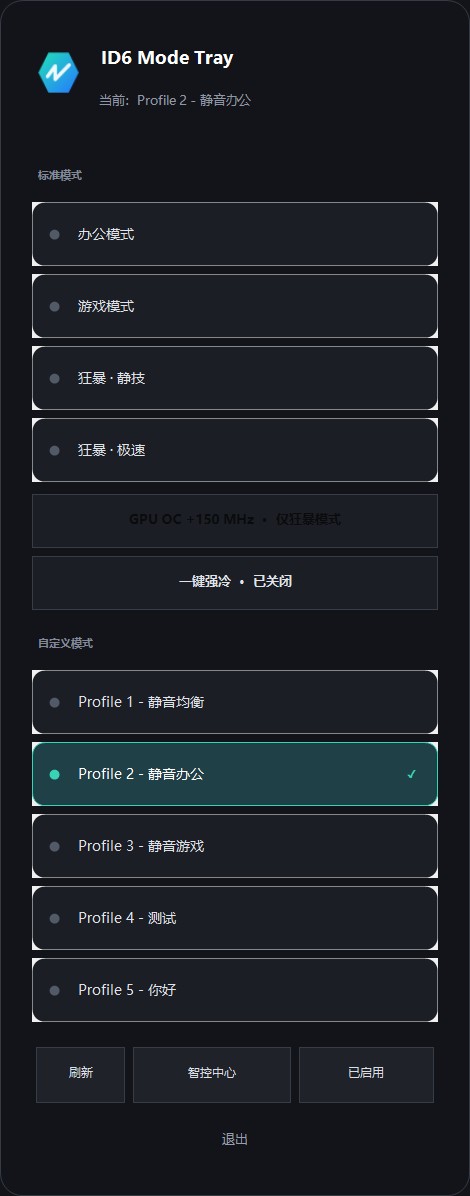 ID6 Mode Tray
当前：Profile 2 - 静音办公
标准模式
办公模式
游戏模式
狂暴 · 静技
狂暴 · 极速
GPU OC +150 MHz • 仅狂暴模式
一键强冷 • 已关闭
自定义模式
Profile 1 - 静音均衡
Profile 2 - 静音办公 ✓
Profile 3 - 静音游戏
Profile 4 - 测试
Profile 5 - 你好
刷新 智控中心 已启用
退出